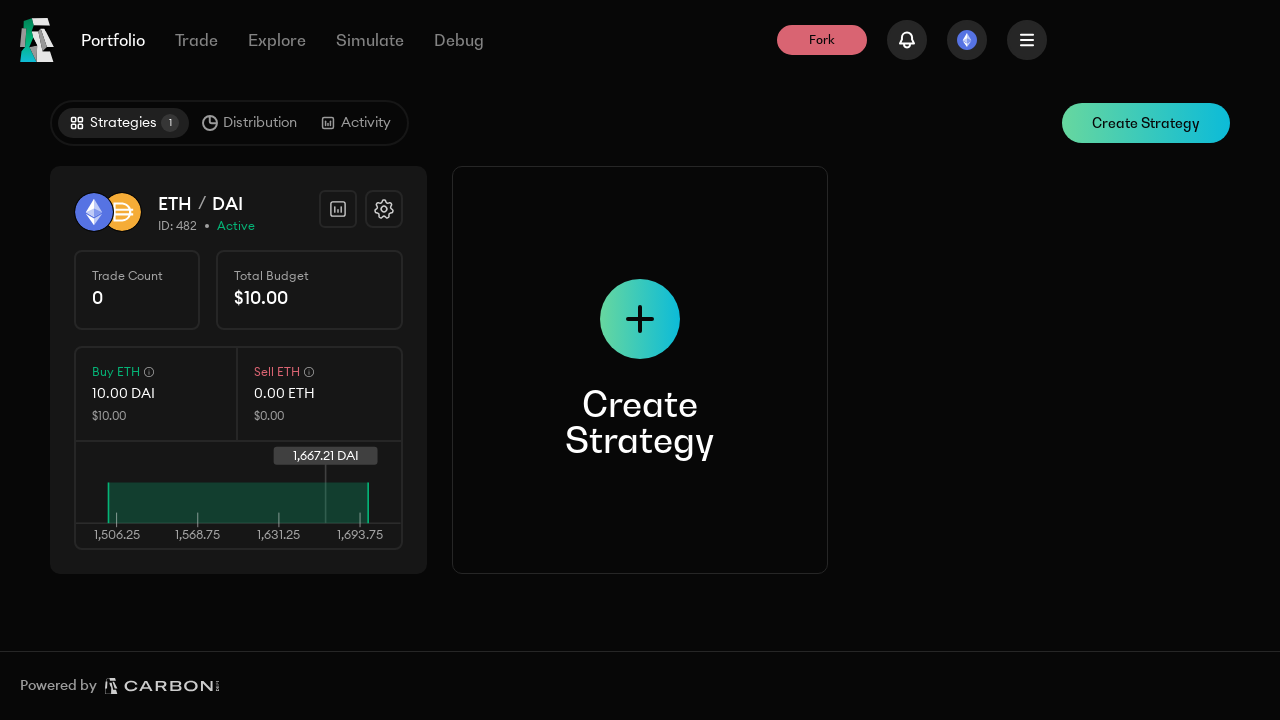 Portfolio Trade Explore Simulate Debug Fork
Strategies 1 Distribution Activity Create Strategy
ETH / DAI
ID: 482 • Active
Trade Count
0
Total Budget
$10.00
Buy ETH
10.00 DAI
$10.00
Sell ETH
0.00 ETH
$0.00
1,667.21 DAI
1,506.25 1,568.75 1,631.25 1,693.75
Create
Strategy
Powered by CARBON